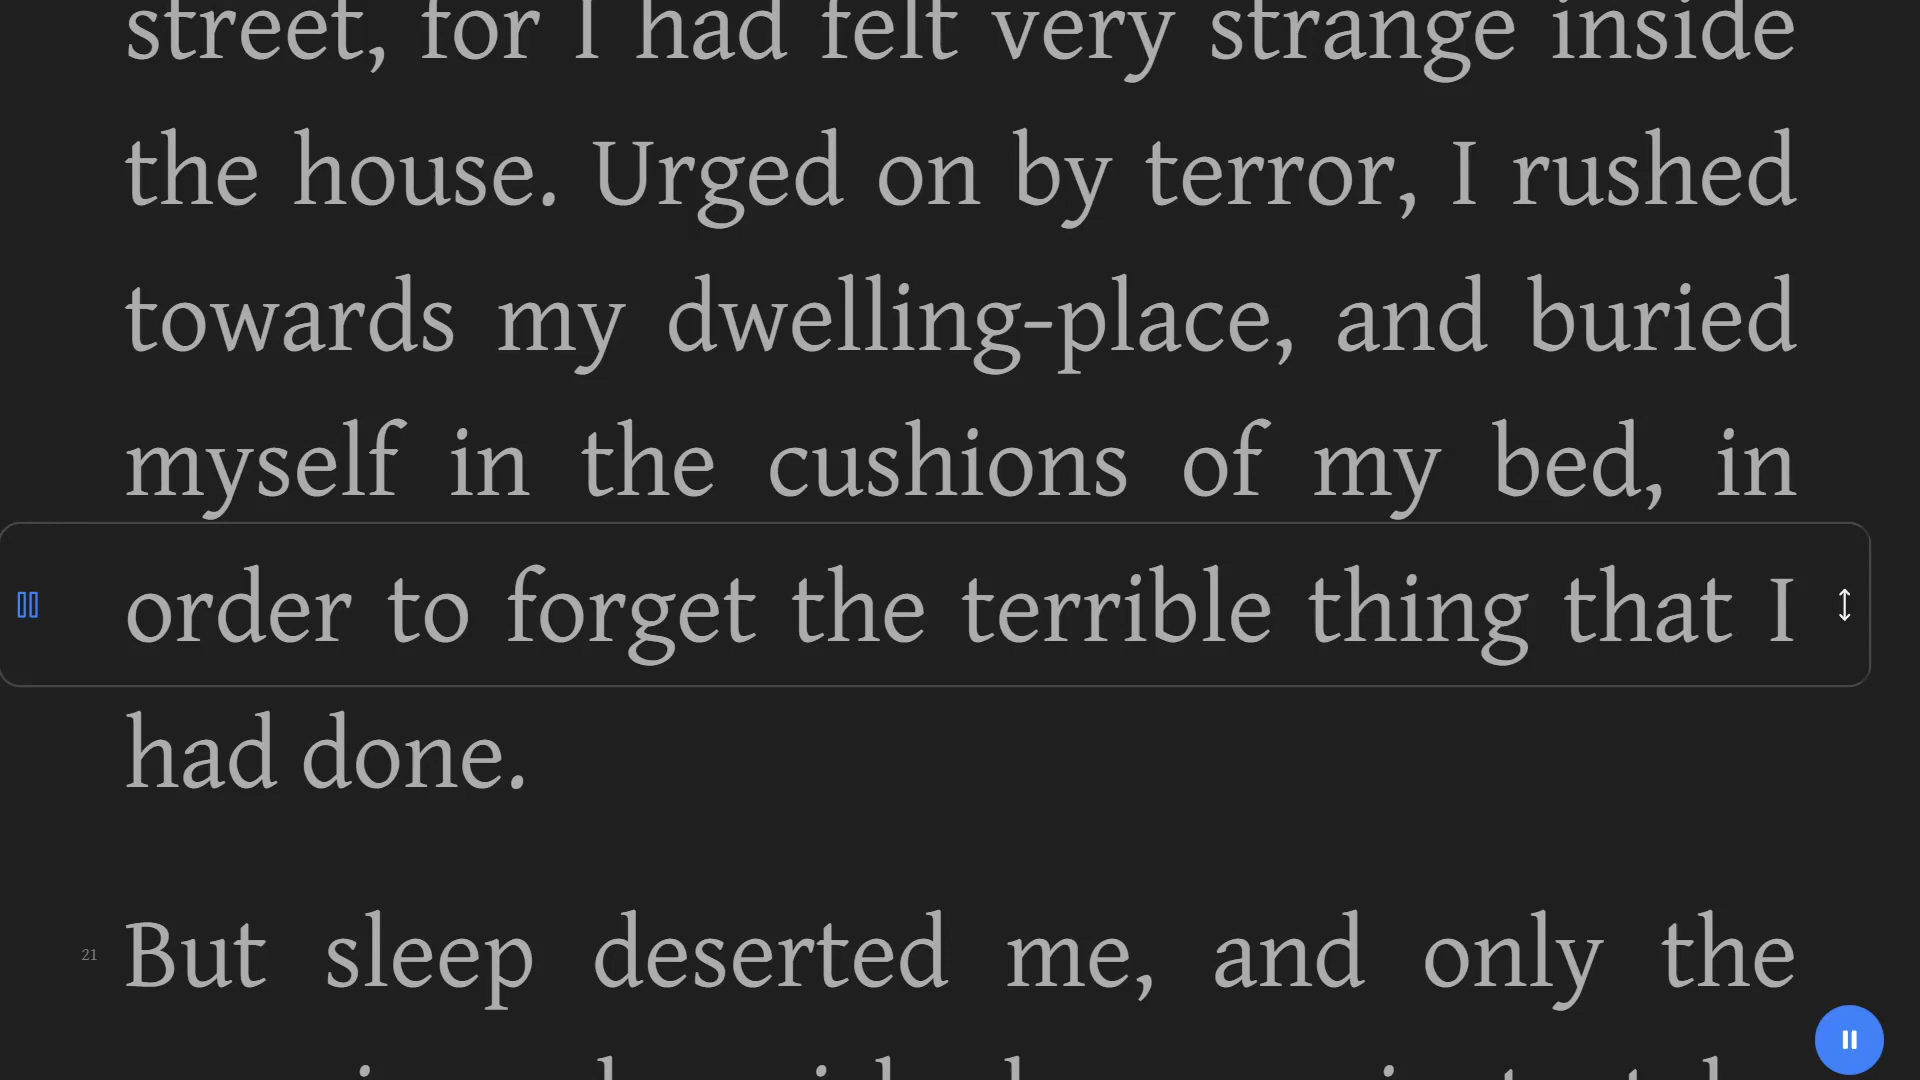 street, for I had felt very strange inside
the house. Urged on by terror, I rushed
towards my dwelling-place, and buried
myself in the cushions of my bed, in
order to forget the terrible thing that I
had done.
21 But sleep deserted me, and only the